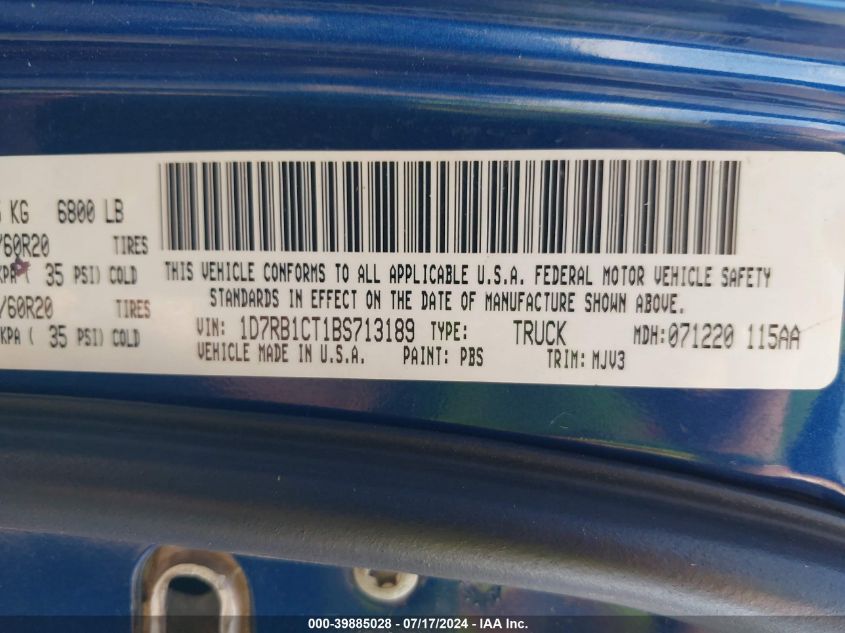 KG 6800 LB
/60R20 TIRES
KPA ( 35 PSI) COLD
/60R20 TIRES
KPA ( 35 PSI) COLD
THIS VEHICLE CONFORMS TO ALL APPLICABLE U.S.A. FEDERAL MOTOR VEHICLE SAFETY
STANDARDS IN EFFECT ON THE DATE OF MANUFACTURE SHOWN ABOVE.
VIN: 1D7RB1CT1BS713189 TYPE: TRUCK MDH: 071220 115AA
VEHICLE MADE IN U.S.A. PAINT: PBS TRIM: MJV3
000-39885028 - 07/17/2024 - IAA Inc.